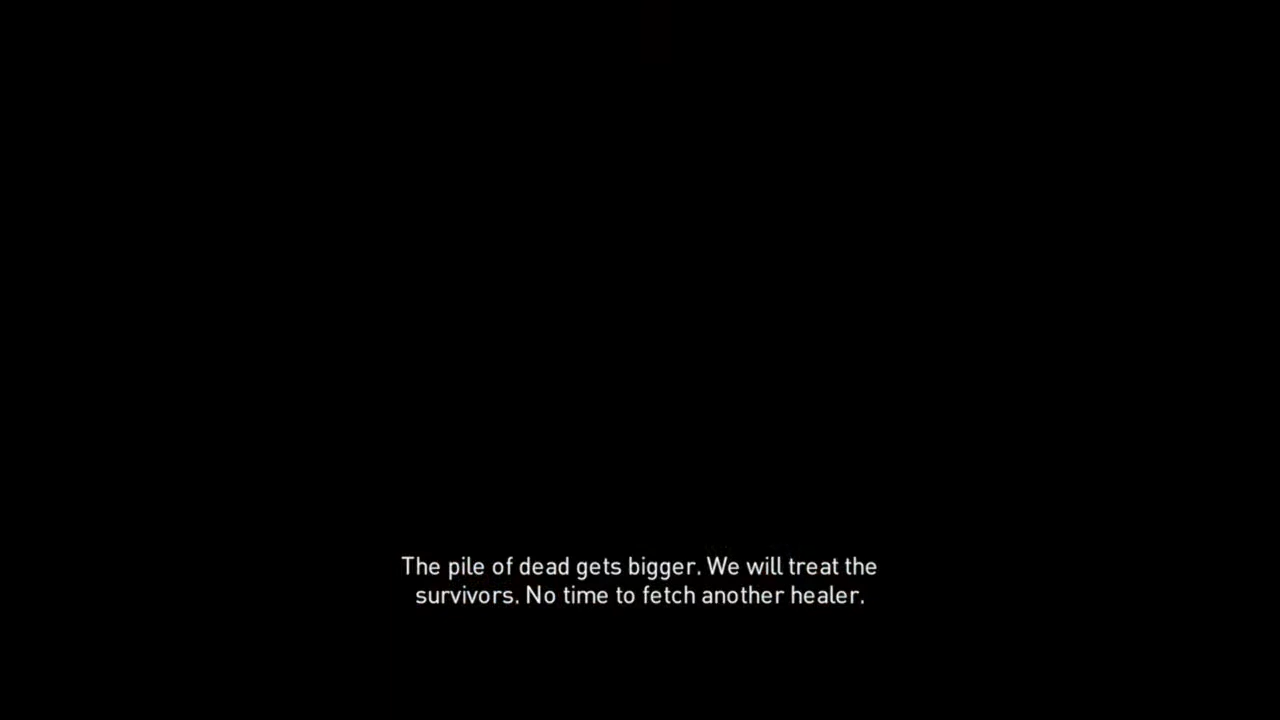 The pile of dead gets bigger. We will treat the
survivors. No time to fetch another healer.